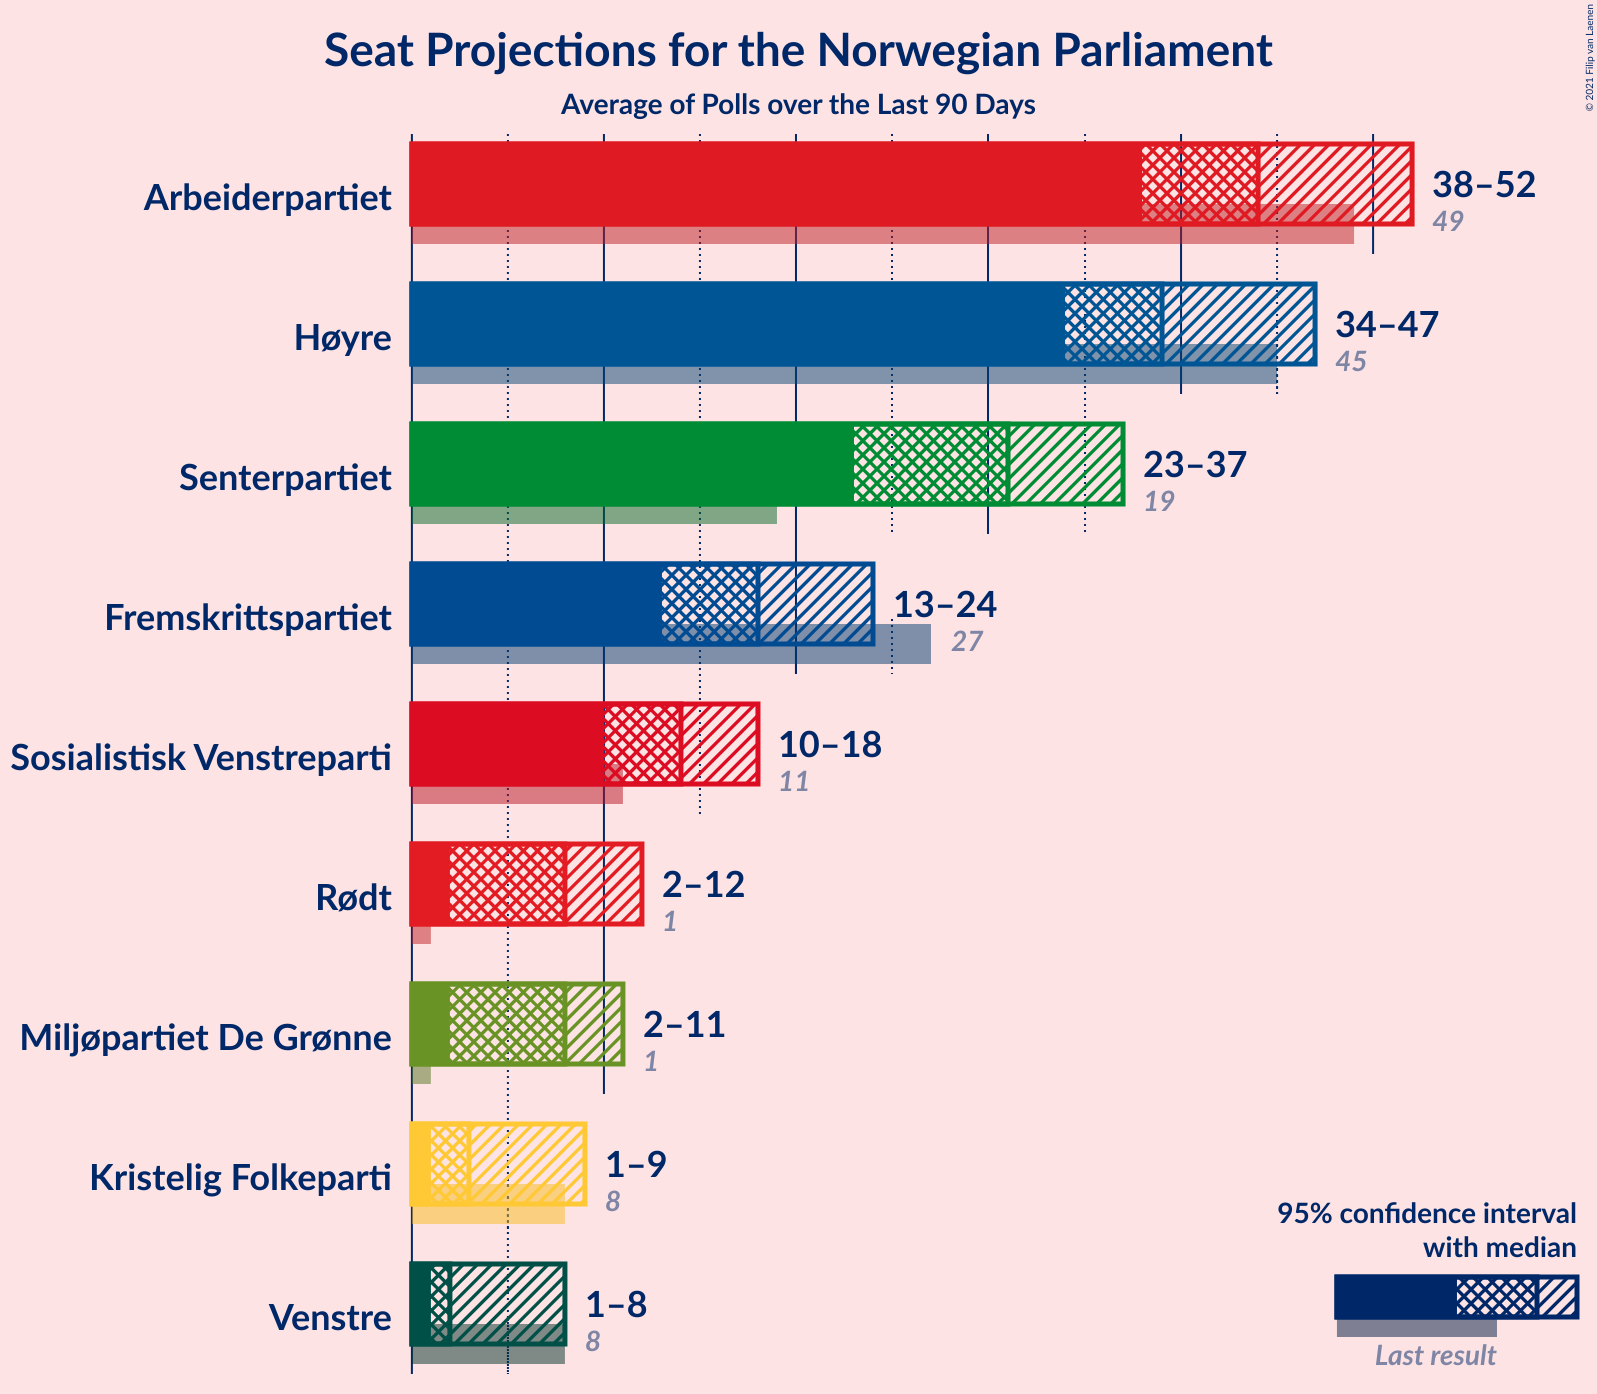 Seat Projections for the Norwegian Parliament
Average of Polls over the Last 90 Days
© 2021 Filip van Laenen
Arbeiderpartiet
38–52
49
Høyre
34–47
45
Senterpartiet
23–37
19
Fremskrittspartiet
13–24
27
Sosialistisk Venstreparti
10–18
11
Rødt
2–12
1
Miljøpartiet De Grønne
2–11
1
Kristelig Folkeparti
1–9
8
Venstre
1–8
8
95% confidence interval
with median
Last result